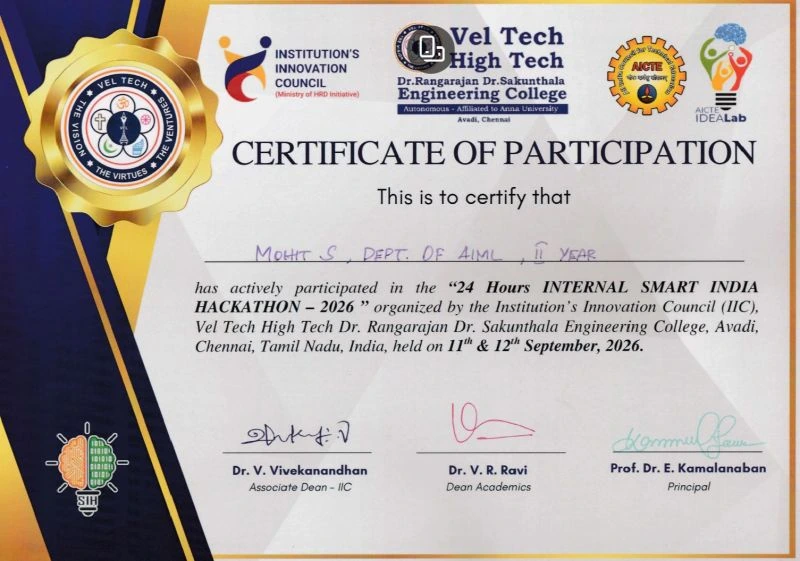 INSTITUTION'S
INNOVATION
COUNCIL
(Ministry of HRD Initiative)
Vel Tech
High Tech
Dr.Rangarajan Dr.Sakunthala
Engineering College
Autonomous - Affiliated to Anna University
Avadi, Chennai
AICTE
AICTE
IDEALab
VEL TECH
THE VISION
THE VIRTUES
THE VENTURES
CERTIFICATE OF PARTICIPATION
This is to certify that
MOHIT S, DEPT. OF AIML, II YEAR
has actively participated in the “24 Hours INTERNAL SMART INDIA
HACKATHON – 2026 ” organized by the Institution’s Innovation Council (IIC),
Vel Tech High Tech Dr. Rangarajan Dr. Sakunthala Engineering College, Avadi,
Chennai, Tamil Nadu, India, held on 11th & 12th September, 2026.
Dr. V. Vivekanandhan
Associate Dean - IIC
Dr. V. R. Ravi
Dean Academics
Prof. Dr. E. Kamalanaban
Principal
SIH